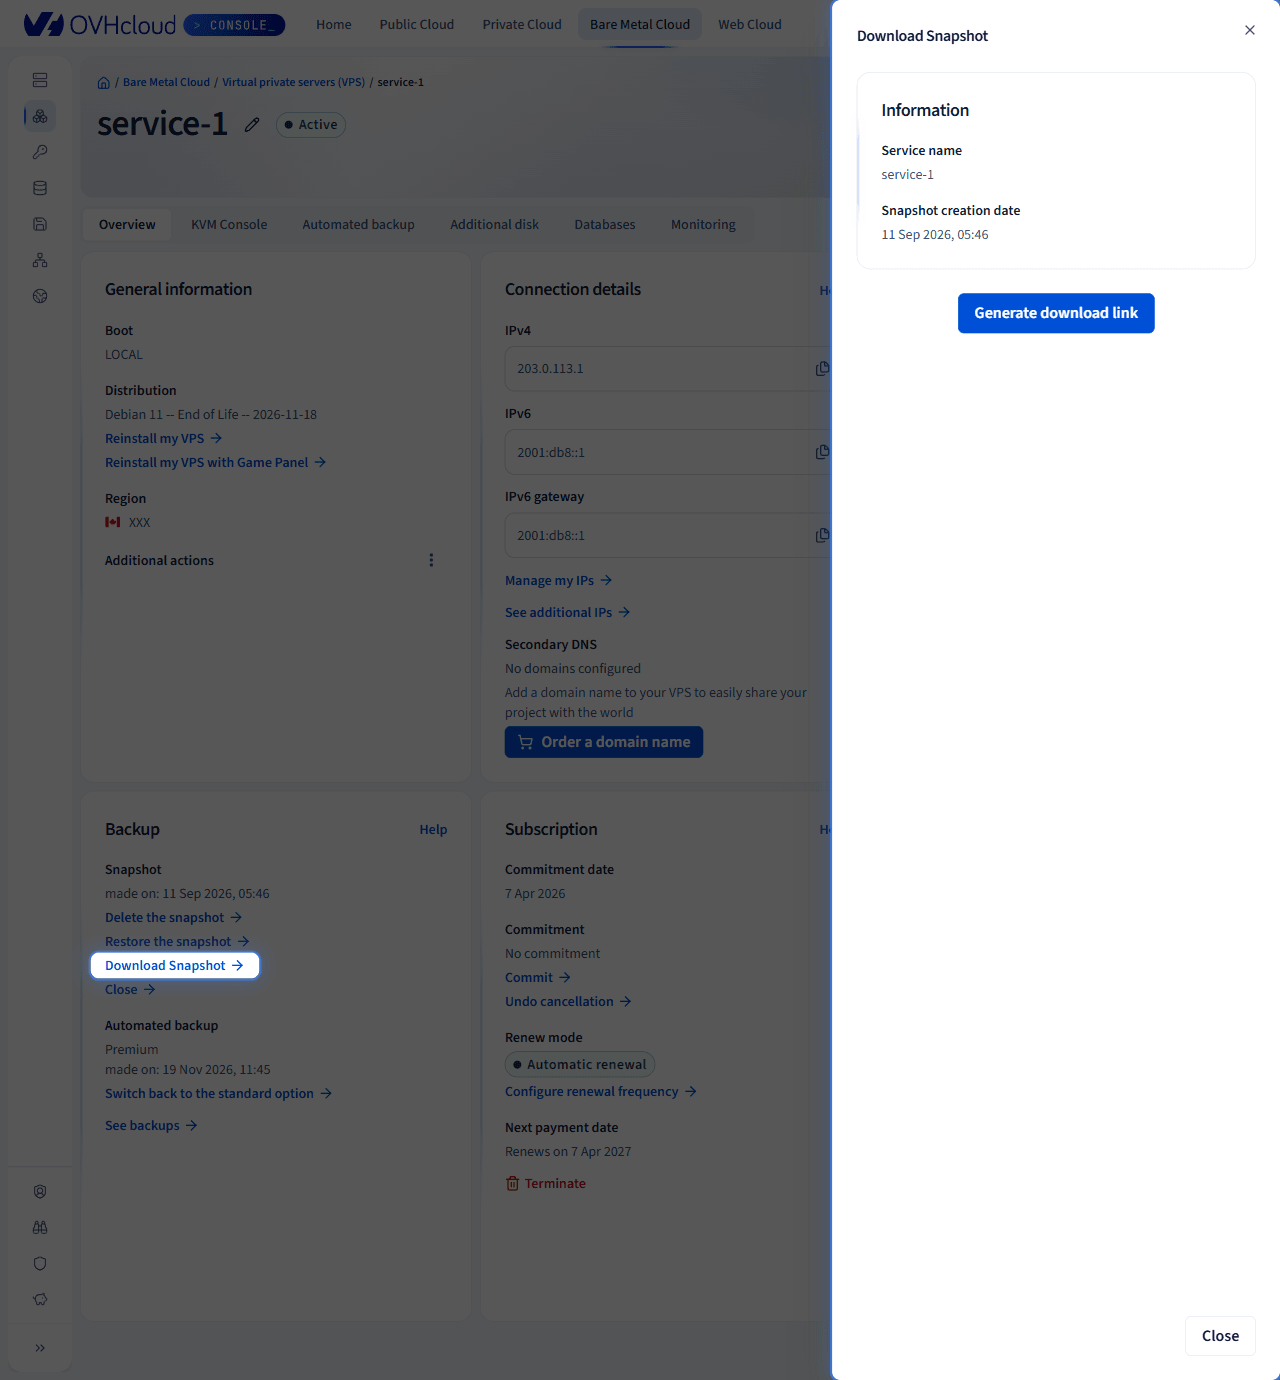 OVHcloud > CONSOLE_
Home
Public Cloud
Private Cloud
Bare Metal Cloud
Web Cloud
/ Bare Metal Cloud / Virtual private servers (VPS) / service-1
service-1
Active
Overview
KVM Console
Automated backup
Additional disk
Databases
Monitoring
General information
Boot
LOCAL
Distribution
Debian 11 -- End of Life -- 2026-11-18
Reinstall my VPS
Reinstall my VPS with Game Panel
Region
XXX
Additional actions
Connection details
IPv4
203.0.113.1
IPv6
2001:db8::1
IPv6 gateway
2001:db8::1
Manage my IPs
See additional IPs
Secondary DNS
No domains configured
Add a domain name to your VPS to easily share your
project with the world
Order a domain name
Backup
Help
Snapshot
made on: 11 Sep 2026, 05:46
Delete the snapshot
Restore the snapshot
Download Snapshot
Close
Automated backup
Premium
made on: 19 Nov 2026, 11:45
Switch back to the standard option
See backups
Subscription
Commitment date
7 Apr 2026
Commitment
No commitment
Commit
Undo cancellation
Renew mode
Automatic renewal
Configure renewal frequency
Next payment date
Renews on 7 Apr 2027
Terminate
Download Snapshot
Information
Service name
service-1
Snapshot creation date
11 Sep 2026, 05:46
Generate download link
Close